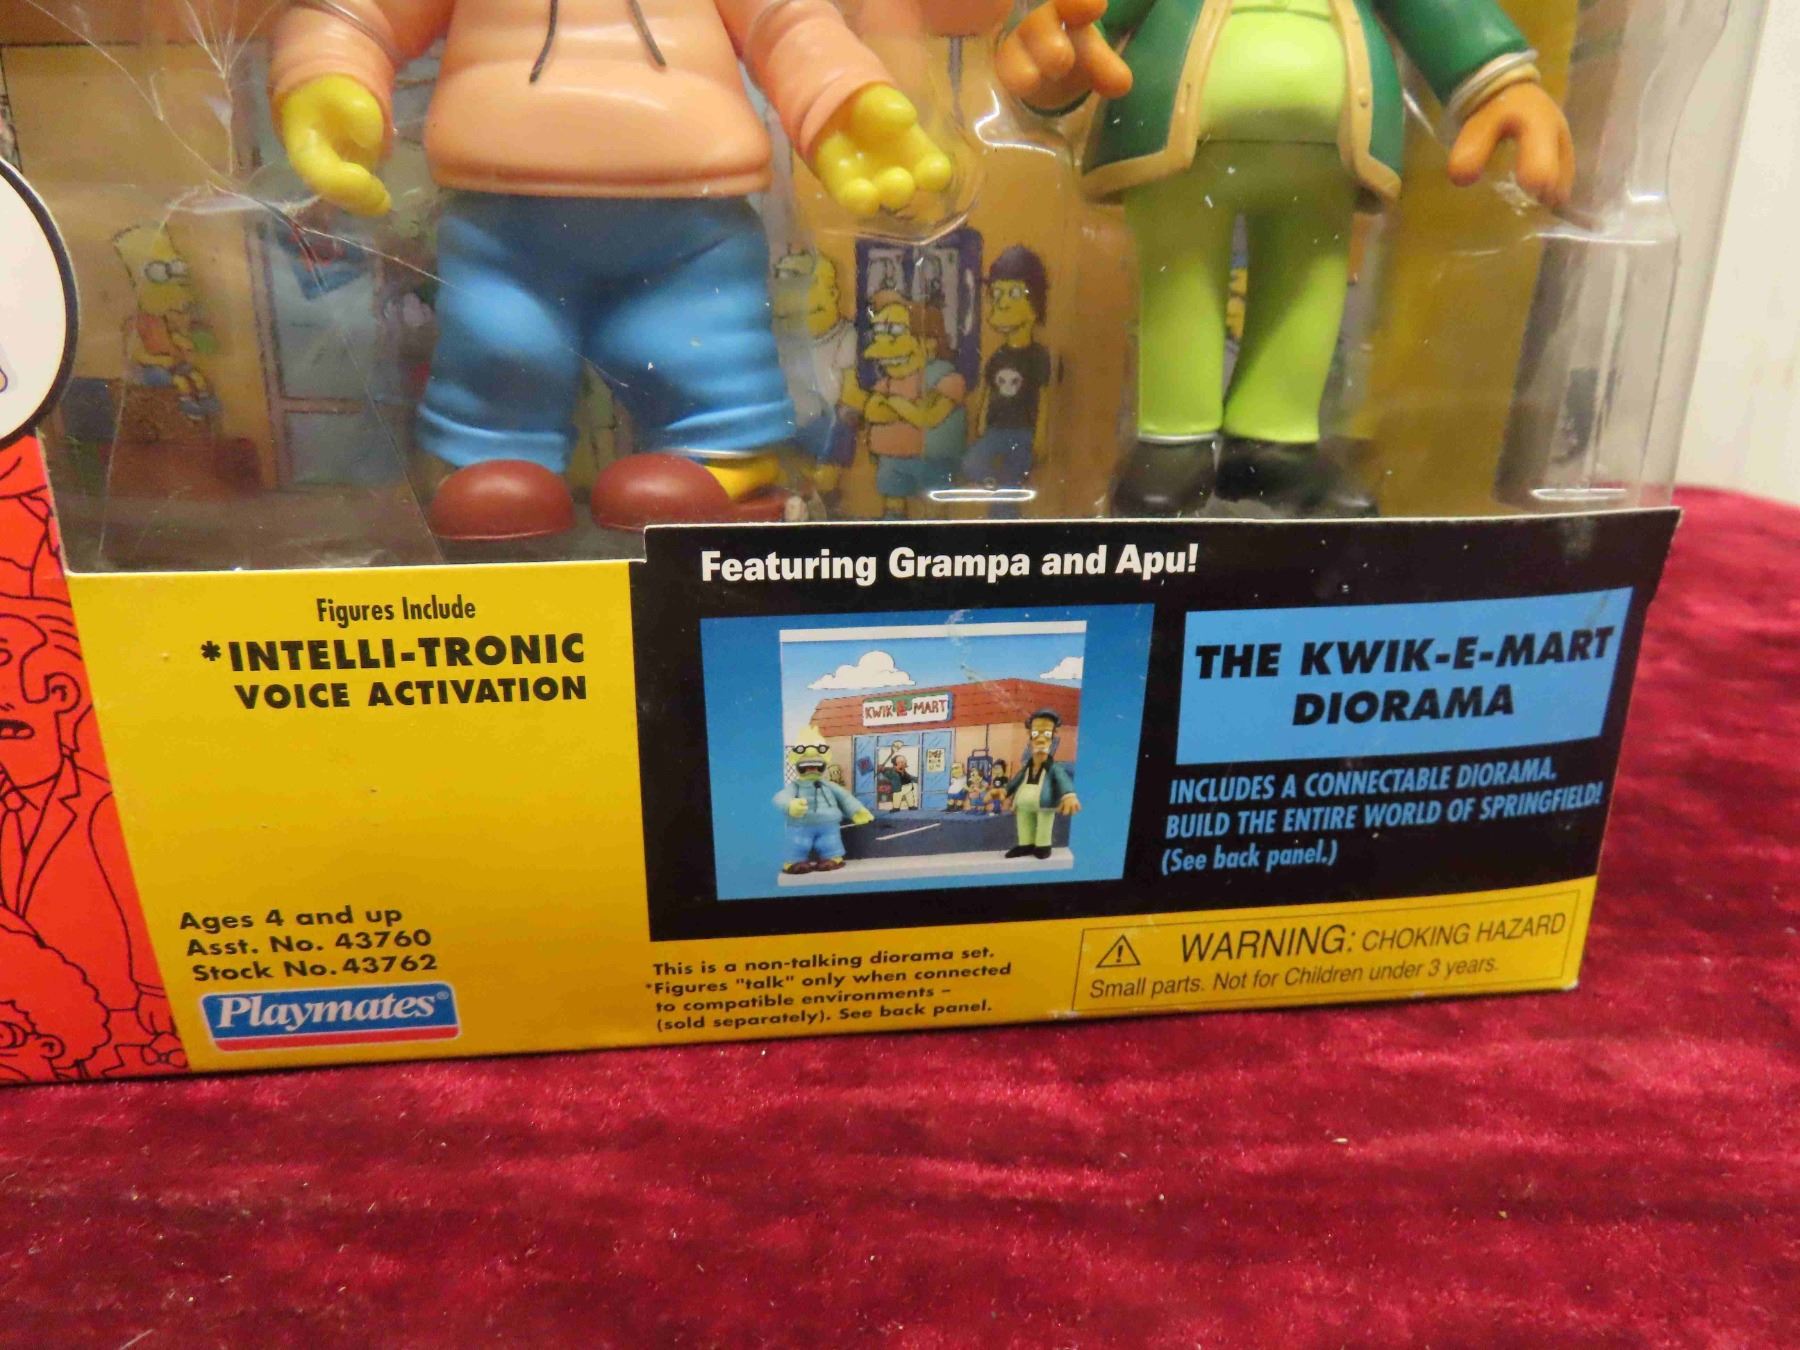 Featuring Grampa and Apu!
Figures Include
*INTELLI-TRONIC
VOICE ACTIVATION
KWIK E MART
THE KWIK-E-MART
DIORAMA
INCLUDES A CONNECTABLE DIORAMA.
BUILD THE ENTIRE WORLD OF SPRINGFIELD!
(See back panel.)
Ages 4 and up
Asst. No. 43760
Stock No. 43762
Playmates®
This is a non-talking diorama set.
*Figures "talk" only when connected
to compatible environments –
(sold separately). See back panel.
WARNING: CHOKING HAZARD
Small parts. Not for Children under 3 years.